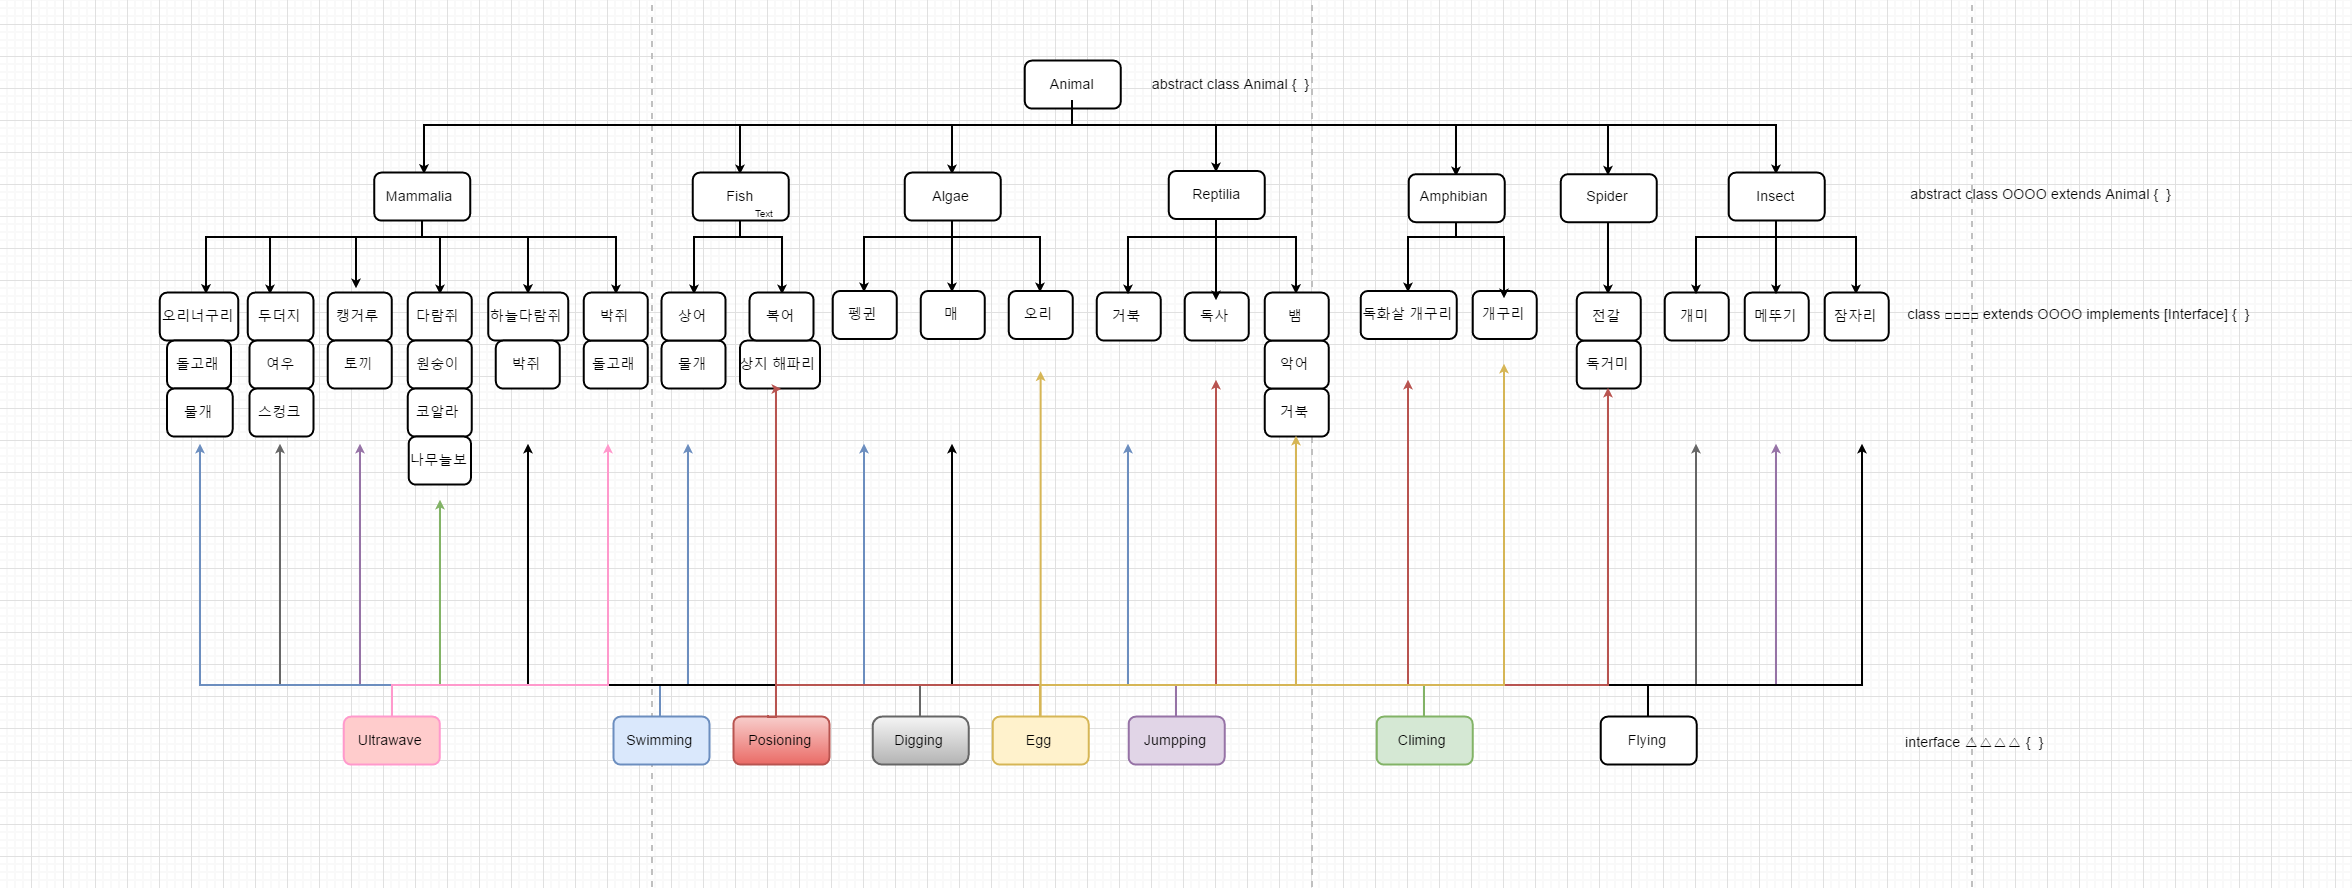 Animal
abstract class Animal { }
Mammalia
Fish
Text
Algae
Reptilia
Amphibian
Spider
Insect
abstract class OOOO extends Animal { }
오리너구리
두더지
캥거루
다람쥐
하늘다람쥐
박쥐
상어
복어
펭귄
매
오리
거북
독사
뱀
독화살 개구리
개구리
전갈
개미
메뚜기
잠자리
class □□□□ extends OOOO implements [Interface] { }
돌고래
여우
토끼
원숭이
박쥐
돌고래
물개
상지 해파리
악어
독거미
물개
스컹크
코알라
거북
나무늘보
Ultrawave
Swimming
Posioning
Digging
Egg
Jumpping
Climing
Flying
interface △△△△ { }